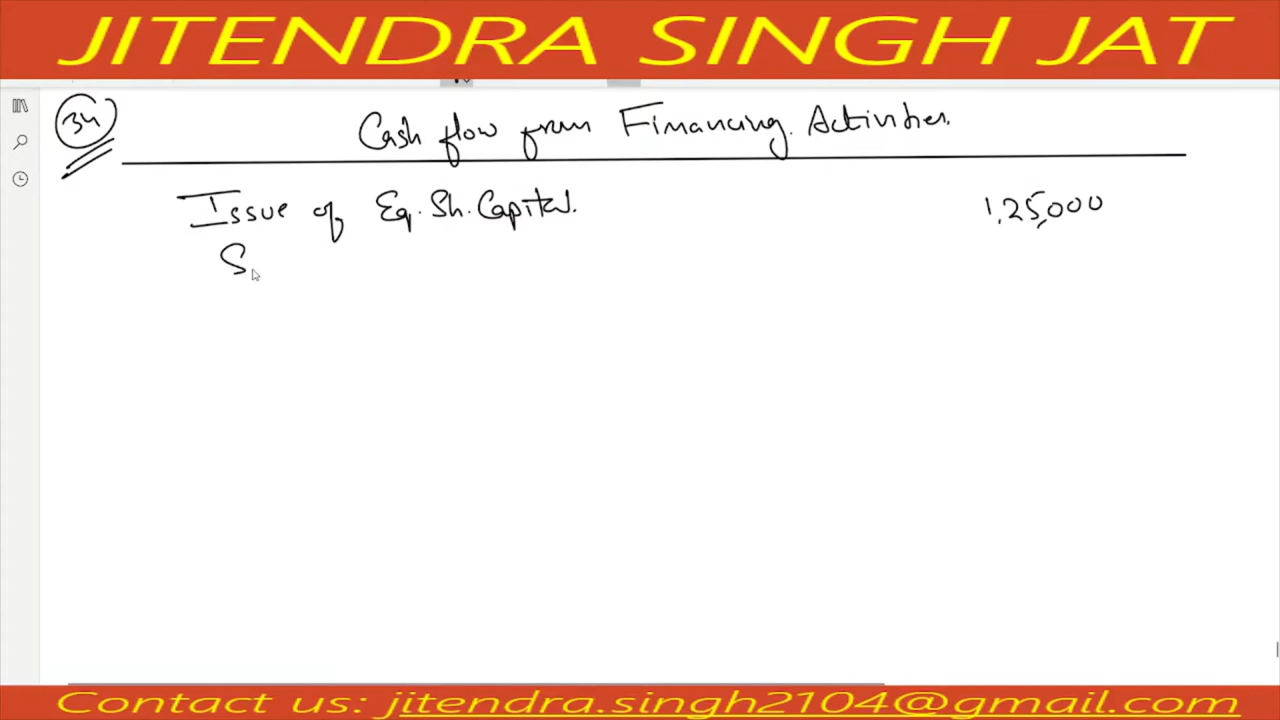 JITENDRA SINGH JAT
34 Cash flow from Financing Activities.
Issue of Eq. Sh. Capital. 1,25,000
S
Contact us: jitendra.singh2104@gmail.com